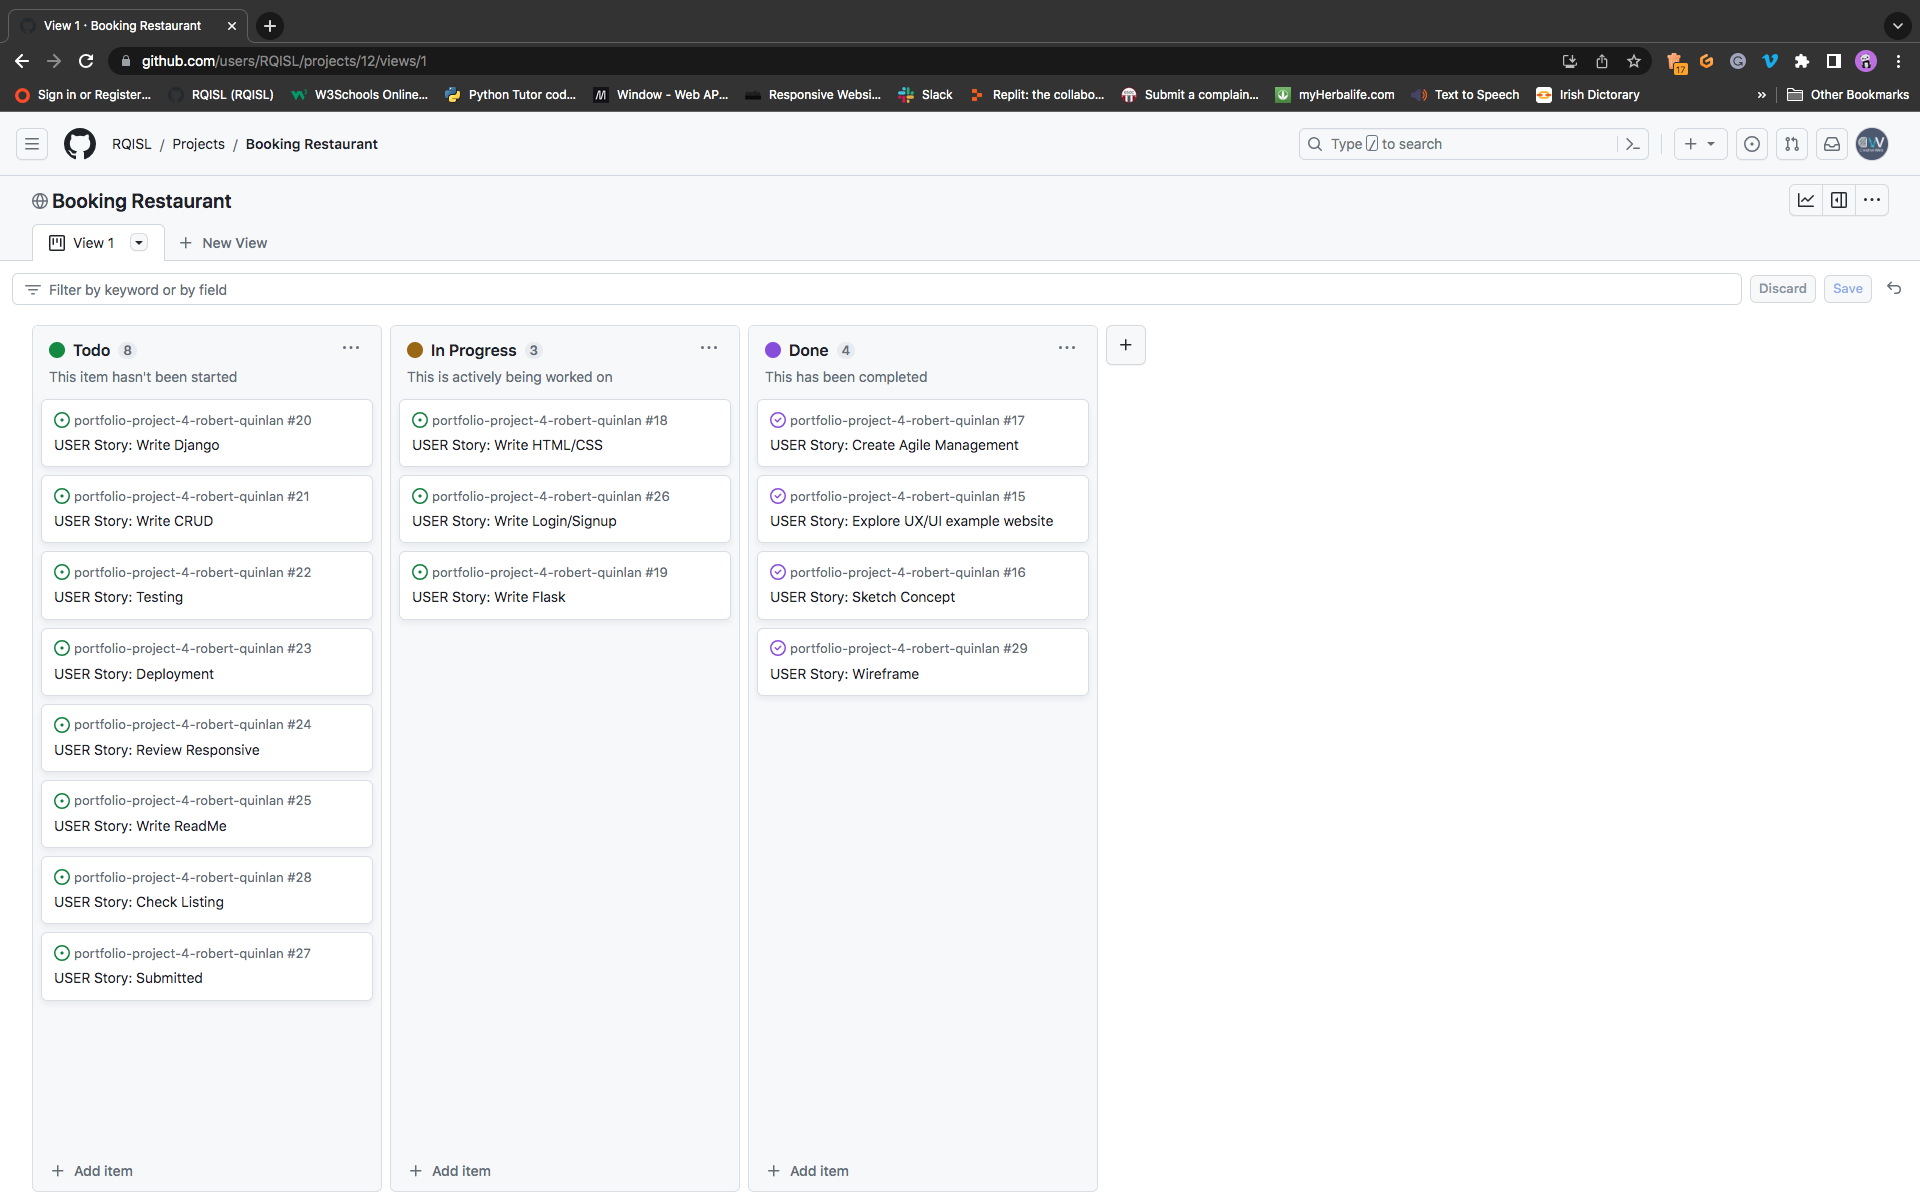 View 1 · Booking Restaurant
github.com/users/RQISL/projects/12/views/1
17
Sign in or Register...
RQISL (RQISL)
W3Schools Online...
Python Tutor cod...
Window - Web AP...
Responsive Websi...
Slack
Replit: the collabo...
Submit a complain...
myHerbalife.com
Text to Speech
Irish Dictorary
»
Other Bookmarks
RQISL / Projects / Booking Restaurant
Type / to search
Booking Restaurant
View 1
New View
Filter by keyword or by field
Discard
Save
Todo 8
This item hasn't been started
portfolio-project-4-robert-quinlan #20
USER Story: Write Django
portfolio-project-4-robert-quinlan #21
USER Story: Write CRUD
portfolio-project-4-robert-quinlan #22
USER Story: Testing
portfolio-project-4-robert-quinlan #23
USER Story: Deployment
portfolio-project-4-robert-quinlan #24
USER Story: Review Responsive
portfolio-project-4-robert-quinlan #25
USER Story: Write ReadMe
portfolio-project-4-robert-quinlan #28
USER Story: Check Listing
portfolio-project-4-robert-quinlan #27
USER Story: Submitted
Add item
In Progress 3
This is actively being worked on
portfolio-project-4-robert-quinlan #18
USER Story: Write HTML/CSS
portfolio-project-4-robert-quinlan #26
USER Story: Write Login/Signup
portfolio-project-4-robert-quinlan #19
USER Story: Write Flask
Add item
Done 4
This has been completed
portfolio-project-4-robert-quinlan #17
USER Story: Create Agile Management
portfolio-project-4-robert-quinlan #15
USER Story: Explore UX/UI example website
portfolio-project-4-robert-quinlan #16
USER Story: Sketch Concept
portfolio-project-4-robert-quinlan #29
USER Story: Wireframe
Add item